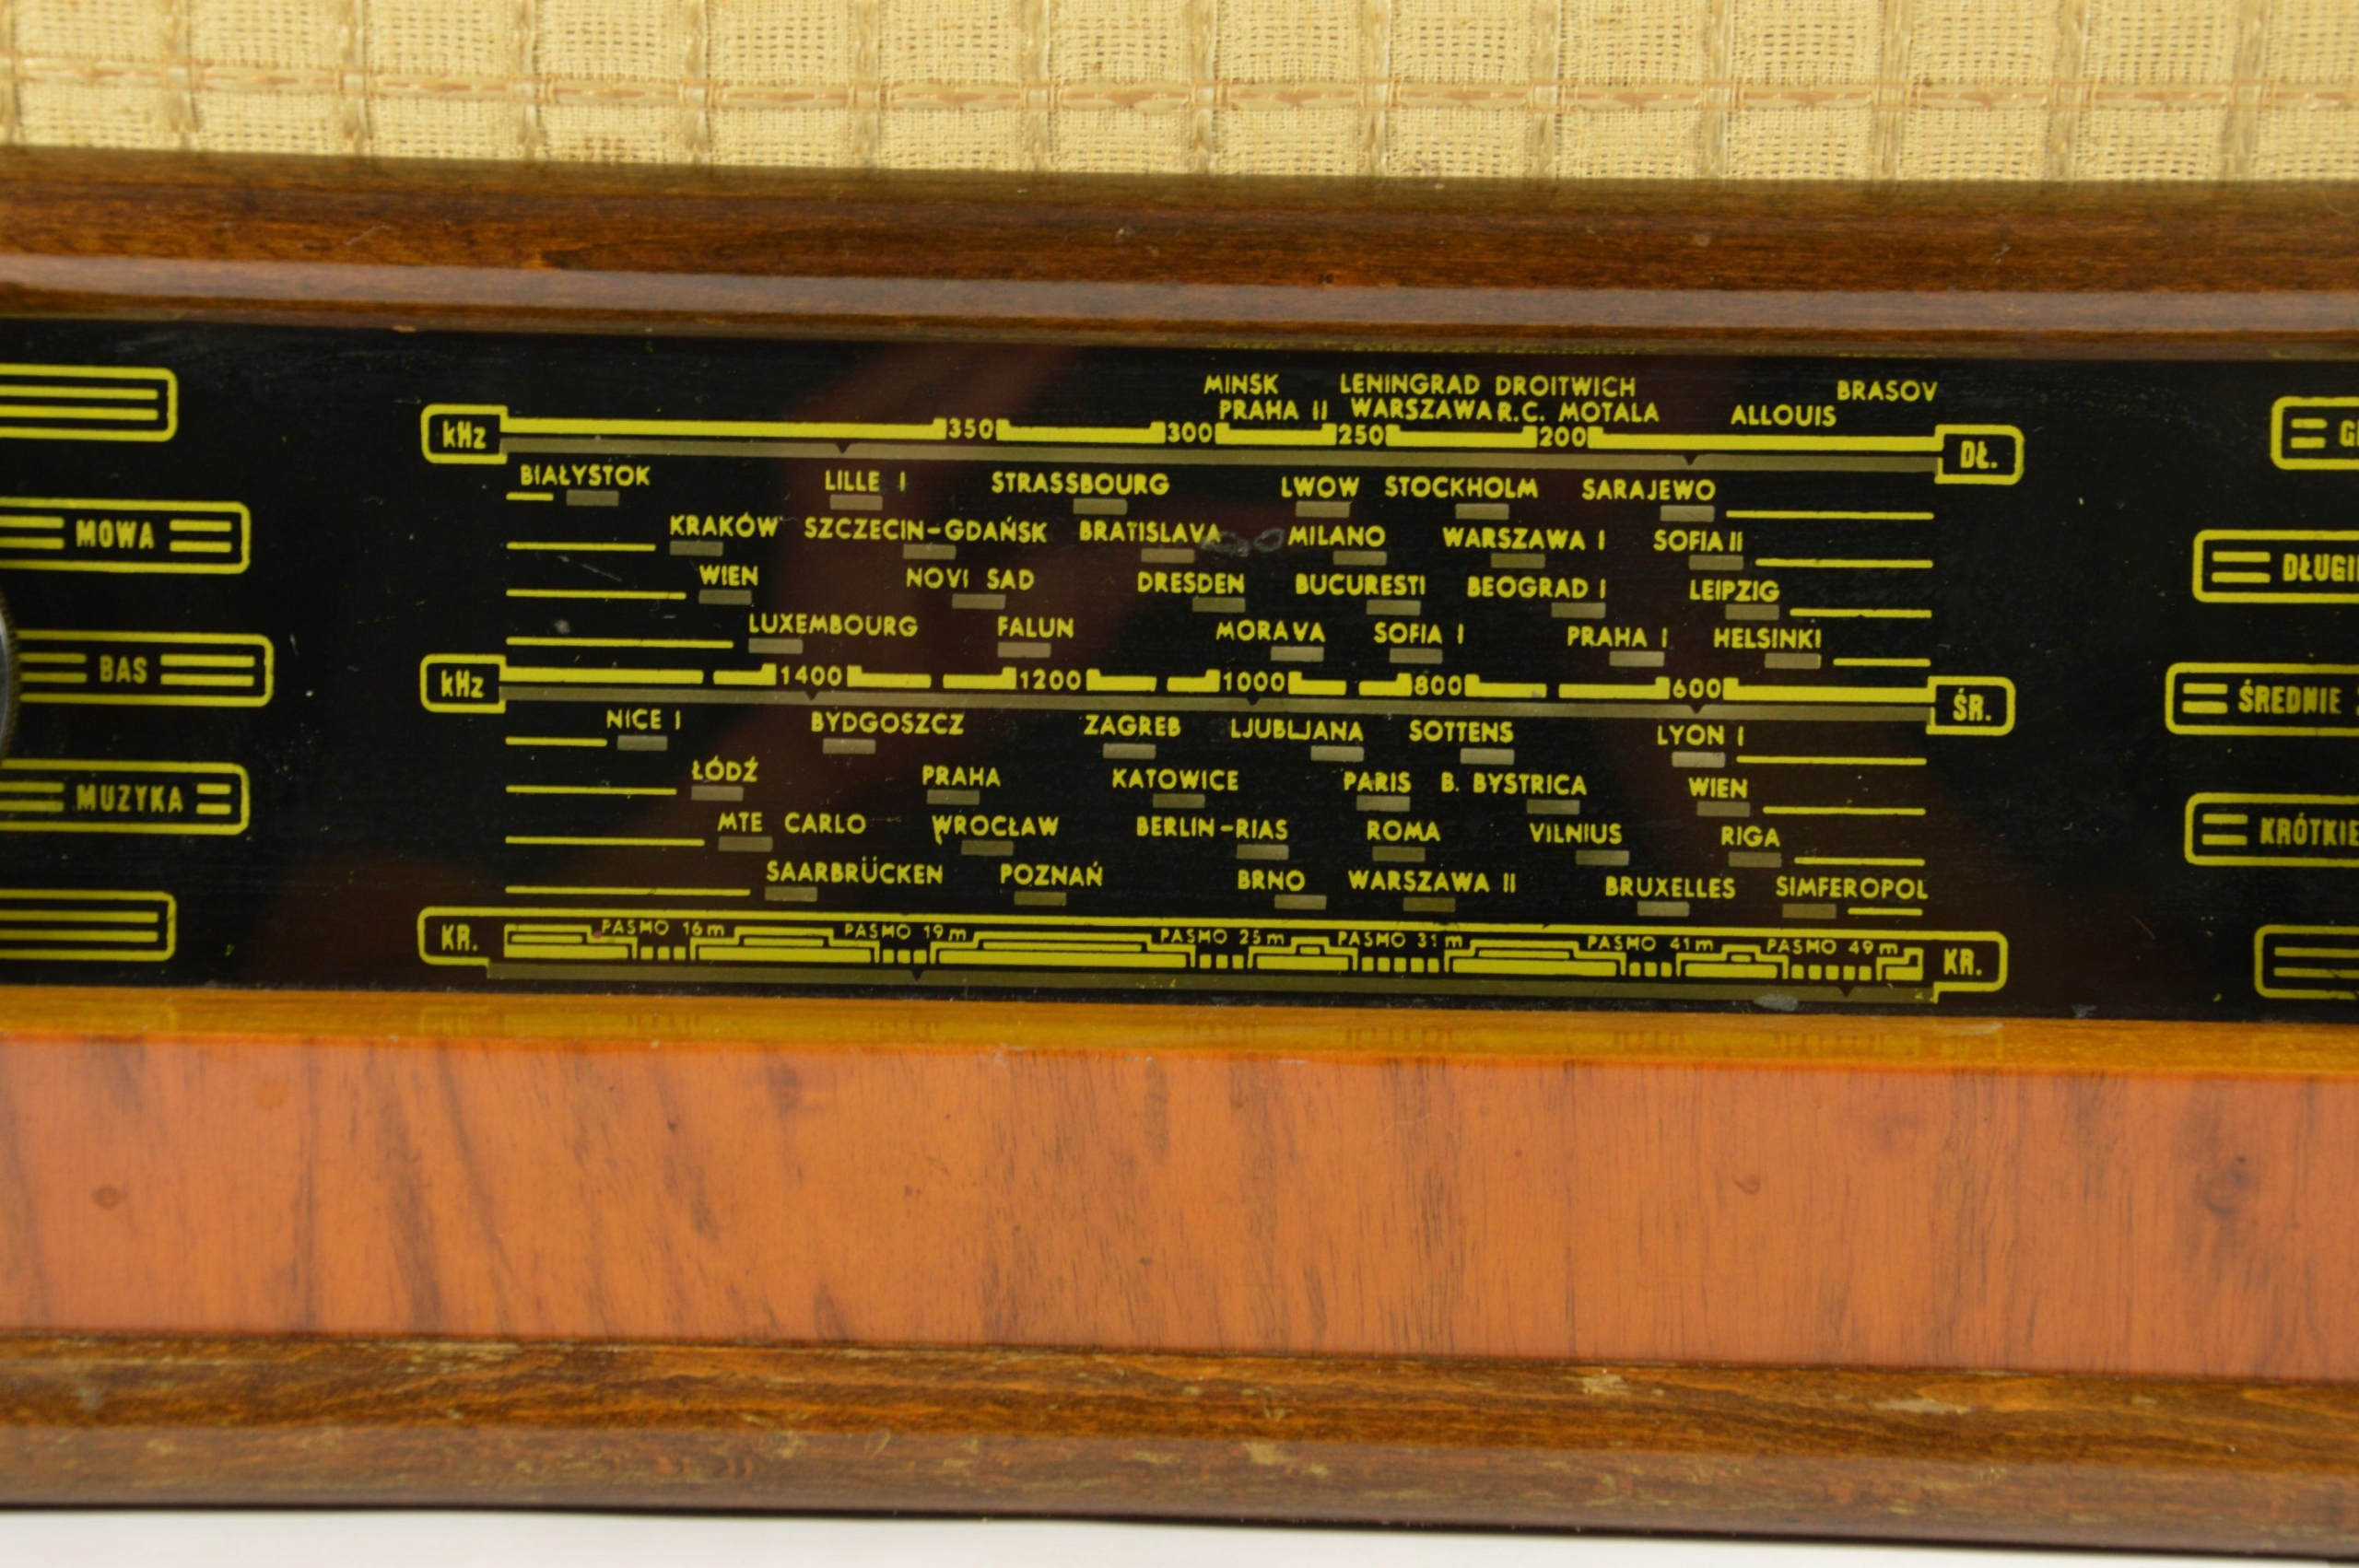 MINSK LENINGRAD DROITWICH BRASOV
PRAHA II WARSZAWA R.C. MOTALA ALLOUIS
kHz 350 300 250 200 DŁ.
BIAŁYSTOK LILLE I STRASSBOURG LWOW STOCKHOLM SARAJEWO
KRAKÓW SZCZECIN-GDAŃSK BRATISLAVA MILANO WARSZAWA I SOFIA II
MOWA
DŁUGIE
WIEN NOVI SAD DRESDEN BUCURESTI BEOGRAD I LEIPZIG
LUXEMBOURG FALUN MORAVA SOFIA I PRAHA I HELSINKI
BAS
kHz 1400 1200 1000 800 600 ŚR.
ŚREDNIE
NICE I BYDGOSZCZ ZAGREB LJUBLJANA SOTTENS LYON I
ŁÓDŹ PRAHA KATOWICE PARIS B. BYSTRICA WIEN
MUZYKA
MTE CARLO WROCŁAW BERLIN-RIAS ROMA VILNIUS RIGA
KRÓTKIE
SAARBRÜCKEN POZNAŃ BRNO WARSZAWA II BRUXELLES SIMFEROPOL
KR. PASMO 16m PASMO 19m PASMO 25m PASMO 31m PASMO 41m PASMO 49m KR.